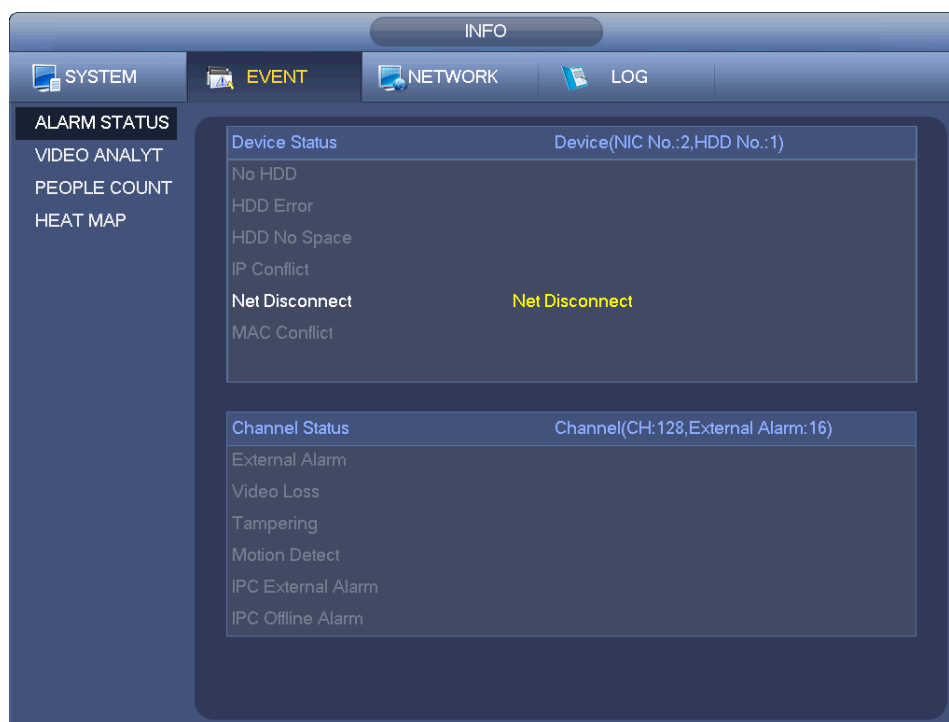 INFO
SYSTEM EVENT NETWORK LOG
ALARM STATUS
VIDEO ANALYT
PEOPLE COUNT
HEAT MAP
Device Status Device(NIC No.:2,HDD No.:1)
No HDD
HDD Error
HDD No Space
IP Conflict
Net Disconnect Net Disconnect
MAC Conflict
Channel Status Channel(CH:128,External Alarm:16)
External Alarm
Video Loss
Tampering
Motion Detect
IPC External Alarm
IPC Offline Alarm